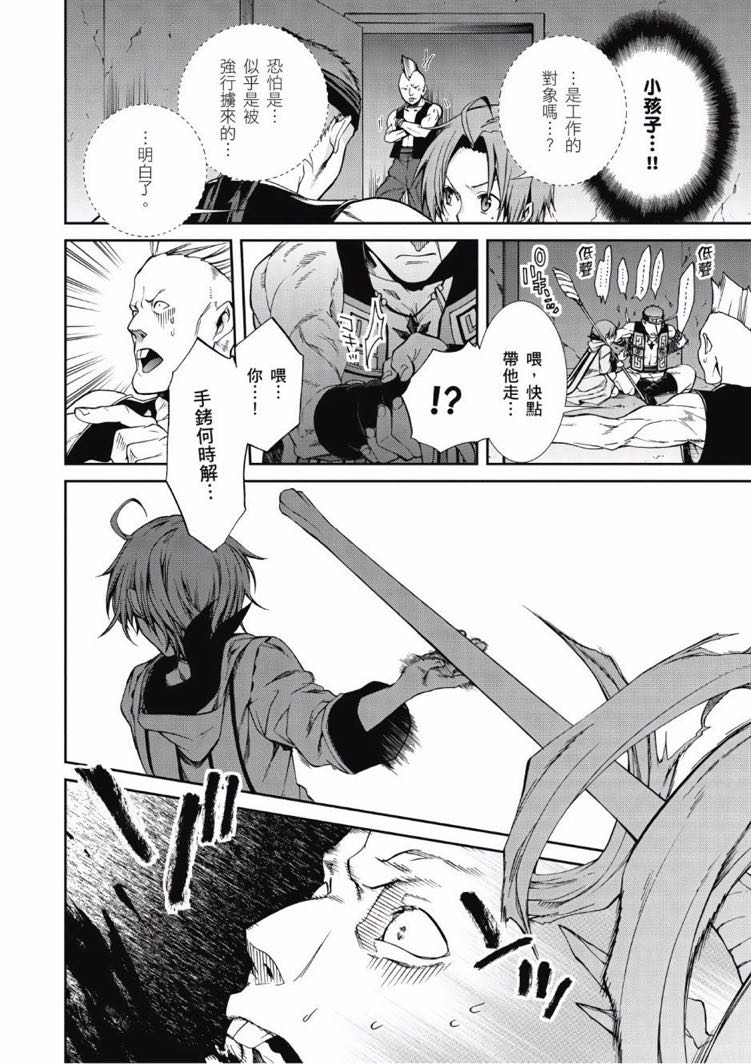 小孩子…!!
…是工作的
對象嗎…？
恐怕是…
似乎是被
強行擄來的…
…明白了。
低聲
低聲
喂，快點
帶他走…
!?
喂…
你…！
手銬何時解…